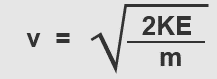 v = √(2KE / m)